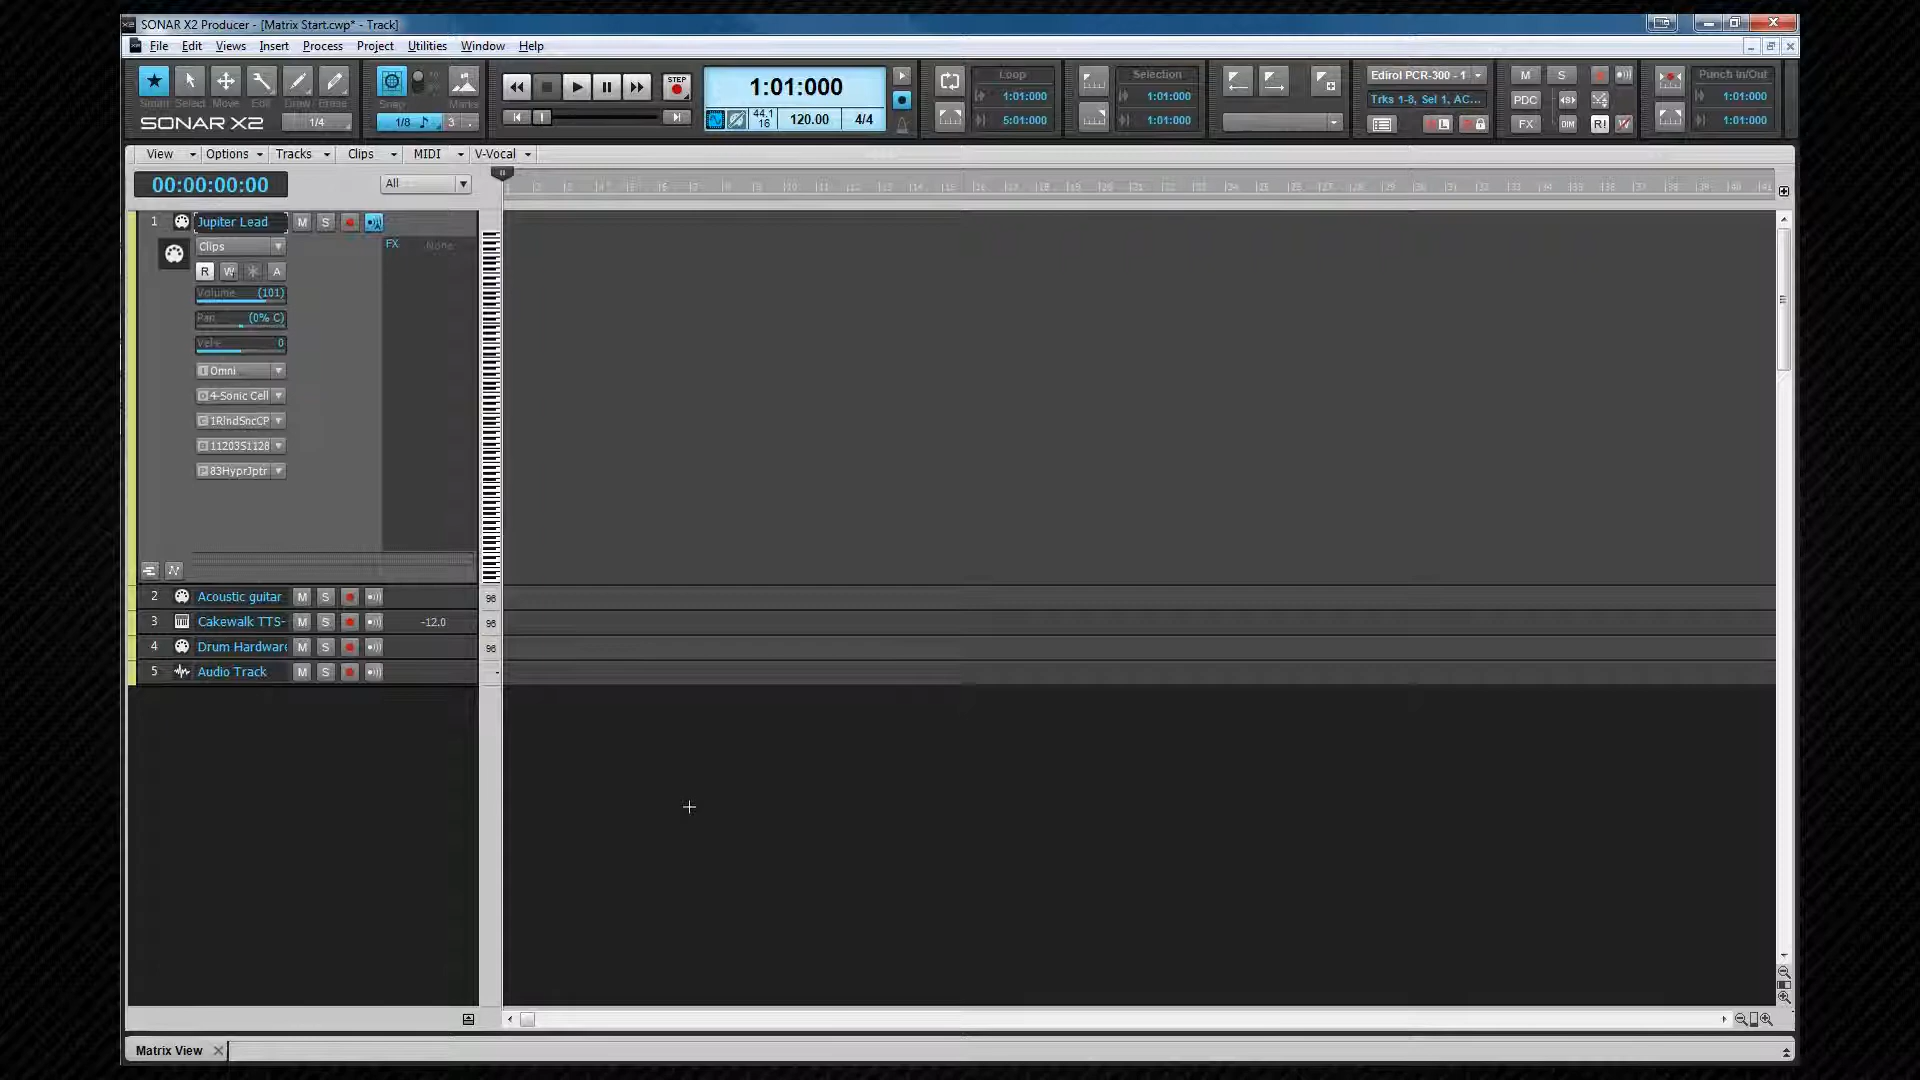 SONAR X2 Producer - [Matrix Start.cwp* - Track]
File Edit Views Insert Process Project Utilities Window Help
STEP
1:01:000
Loop
Selection
Edirol PCR-300 - 1
M S
Punch In/Out
1:01:000
1:01:000
Trks 1-8, Sel 1, AC...
PDC
1:01:000
Smart Select Move Edit Draw Erase
Snap
Marks
SONAR X2
1/4
1/8
3
44.1
16
120.00
4/4
5:01:000
1:01:000
FX
DIM
R!
1:01:000
View Options Tracks Clips MIDI V-Vocal
00:00:00:00
All
1 Jupiter Lead M S
Clips
FX None
R W A
Volume (101)
Pan (0% C)
0
Omni
4-Sonic Cell
1RlndSncCP
83HyprJptr
2 Acoustic guitar M S 96
3 Cakewalk TTS- M S -12.0 96
4 Drum Hardware M S 96
5 Audio Track M S -
Matrix View